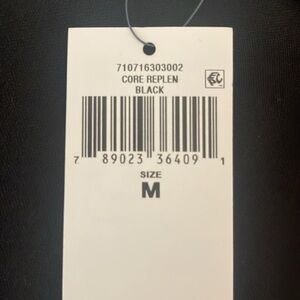 710716303002
CORE REPLEN
BLACK
7 89023 36409 1
SIZE
M